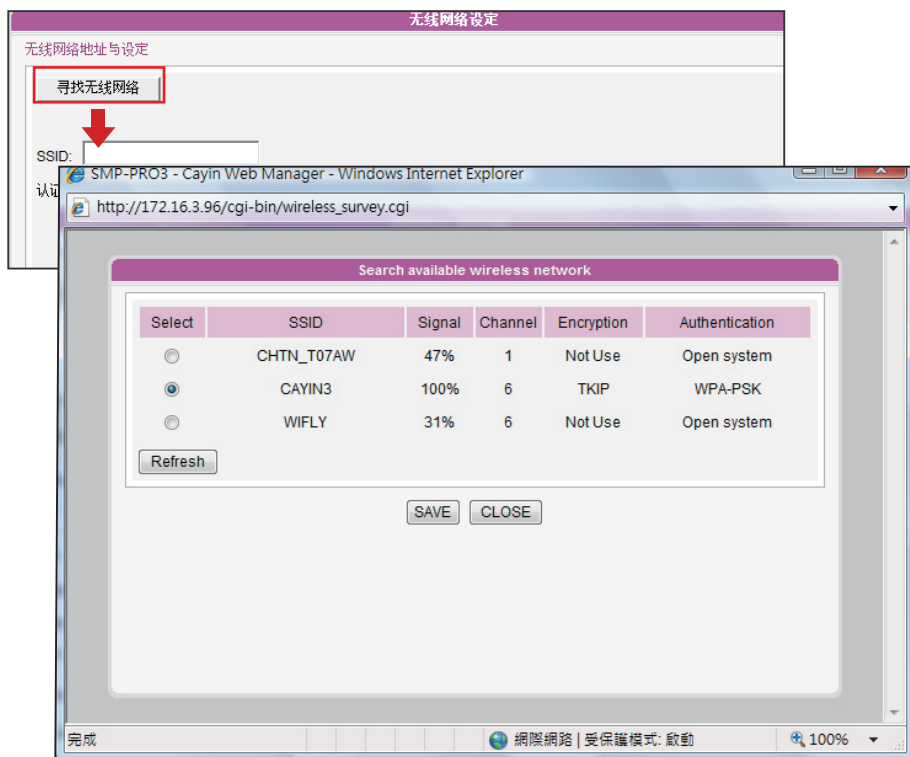 无线网络设定
无线网络地址与设定
寻找无线网络
SSID:
认证
SMP-PRO3 - Cayin Web Manager - Windows Internet Explorer
http://172.16.3.96/cgi-bin/wireless_survey.cgi
Search available wireless network
Select SSID Signal Channel Encryption Authentication
CHTN_T07AW 47% 1 Not Use Open system
CAYIN3 100% 6 TKIP WPA-PSK
WIFLY 31% 6 Not Use Open system
Refresh
SAVE CLOSE
完成 網際網路 | 受保護模式: 啟動 100%